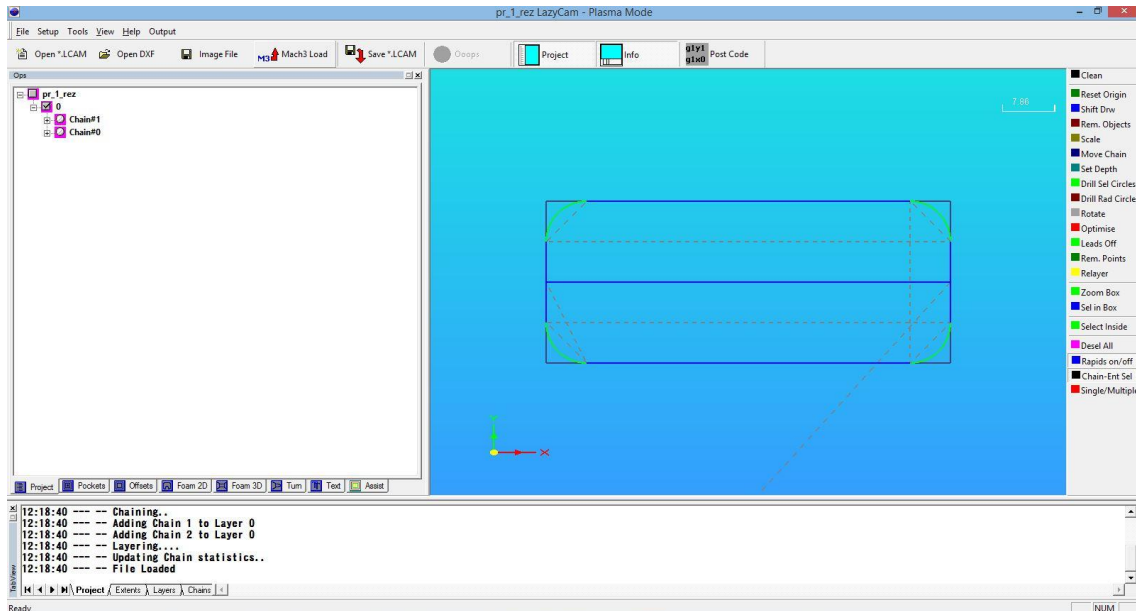 pr_1_rez LazyCam - Plasma Mode
File Setup Tools View Help Output
Open *.LCAM Open DXF Image File M3 Mach3 Load Save *.LCAM Ooops Project Info g1y1 g1x0 Post Code
Ops
pr_1_rez
0
Chain#1
Chain#0
7.86
Y
X
Clean
Reset Origin
Shift Drw
Rem. Objects
Scale
Move Chain
Set Depth
Drill Sel Circles
Drill Rad Circle
Rotate
Optimise
Leads Off
Rem. Points
Relayer
Zoom Box
Sel in Box
Select Inside
Desel All
Rapids on/off
Chain-Ent Sel
Single/Multiple
Project Pockets Offsets Foam 2D Foam 3D Turn Text Assist
12:18:40 --- -- Chaining..
12:18:40 --- -- Adding Chain 1 to Layer 0
12:18:40 --- -- Adding Chain 2 to Layer 0
12:18:40 --- -- Layering....
12:18:40 --- -- Updating Chain statistics..
12:18:40 --- -- File Loaded
TabView
Project Extents Layers Chains
Ready NUM